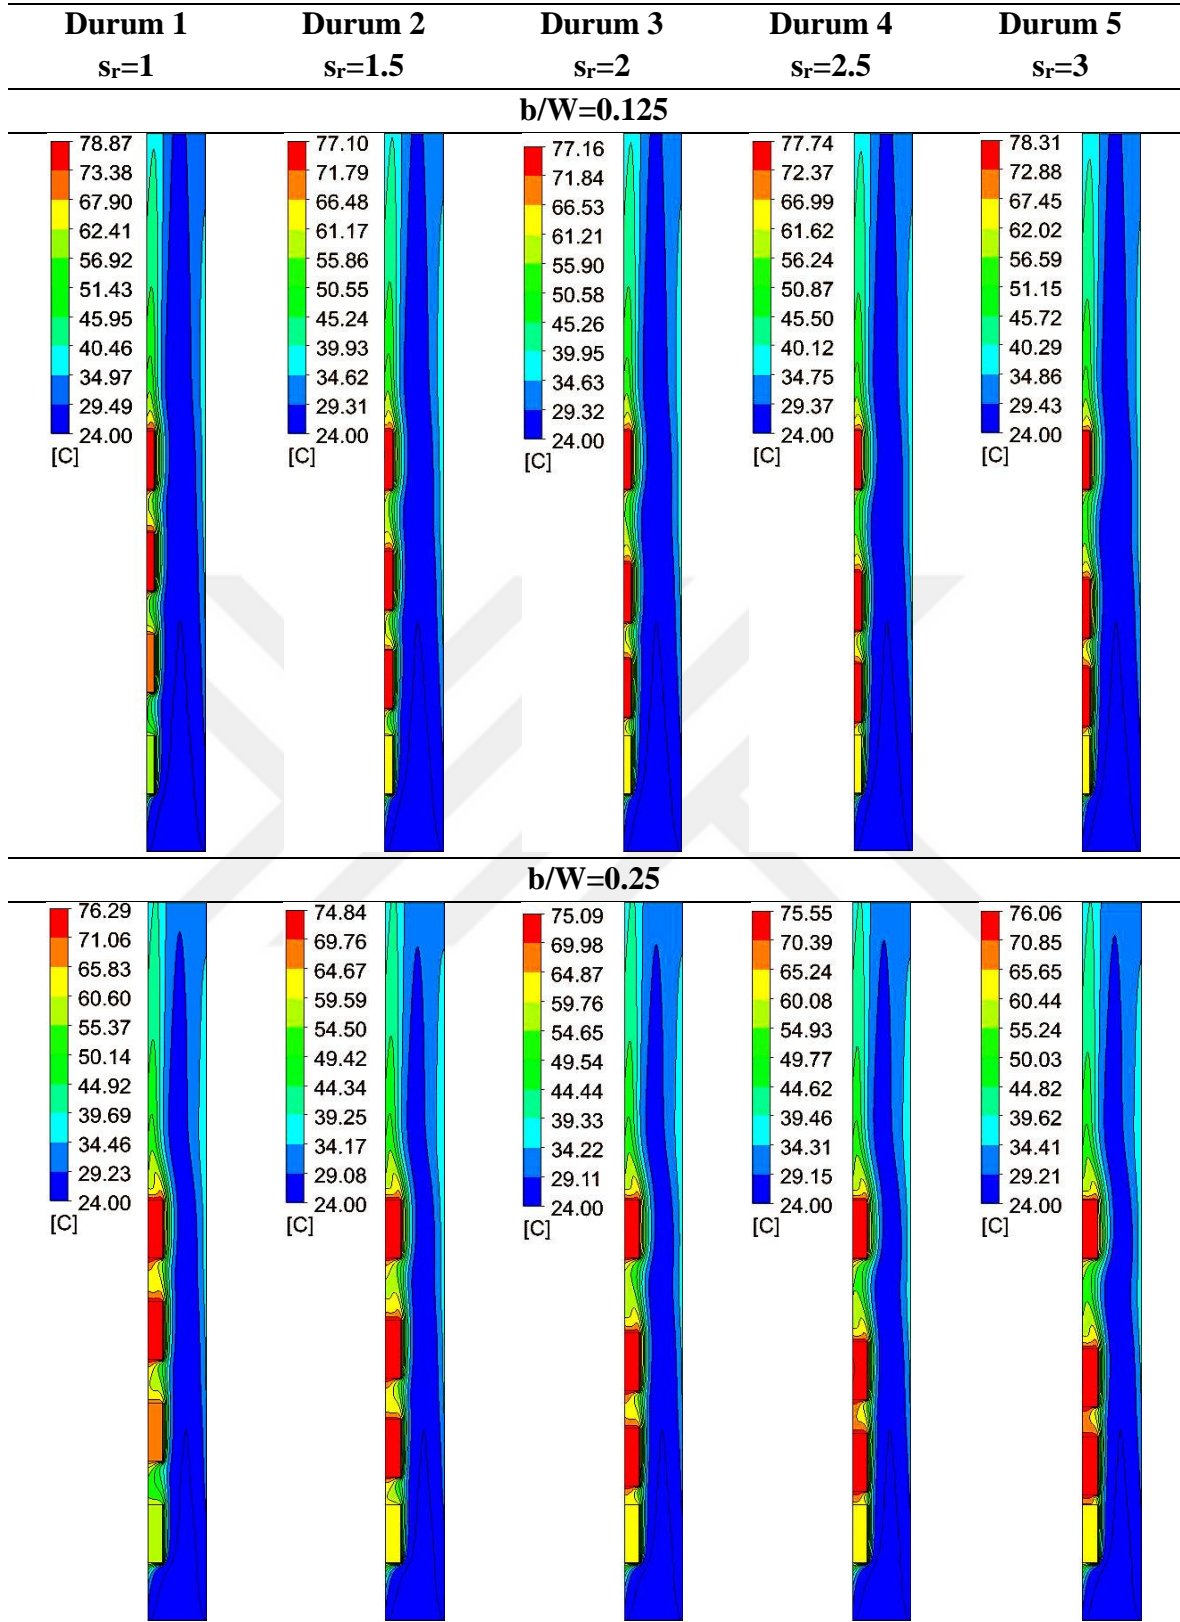 Durum 1 Durum 2 Durum 3 Durum 4 Durum 5
sr=1 sr=1.5 sr=2 sr=2.5 sr=3
b/W=0.125
78.87 77.10 77.16 77.74 78.31
73.38 71.79 71.84 72.37 72.88
67.90 66.48 66.53 66.99 67.45
62.41 61.17 61.21 61.62 62.02
56.92 55.86 55.90 56.24 56.59
51.43 50.55 50.58 50.87 51.15
45.95 45.24 45.26 45.50 45.72
40.46 39.93 39.95 40.12 40.29
34.97 34.62 34.63 34.75 34.86
29.49 29.31 29.32 29.37 29.43
24.00 24.00 24.00 24.00 24.00
[C] [C] [C] [C] [C]
b/W=0.25
76.29 74.84 75.09 75.55 76.06
71.06 69.76 69.98 70.39 70.85
65.83 64.67 64.87 65.24 65.65
60.60 59.59 59.76 60.08 60.44
55.37 54.50 54.65 54.93 55.24
50.14 49.42 49.54 49.77 50.03
44.92 44.34 44.44 44.62 44.82
39.69 39.25 39.33 39.46 39.62
34.46 34.17 34.22 34.31 34.41
29.23 29.08 29.11 29.15 29.21
24.00 24.00 24.00 24.00 24.00
[C] [C] [C] [C] [C]